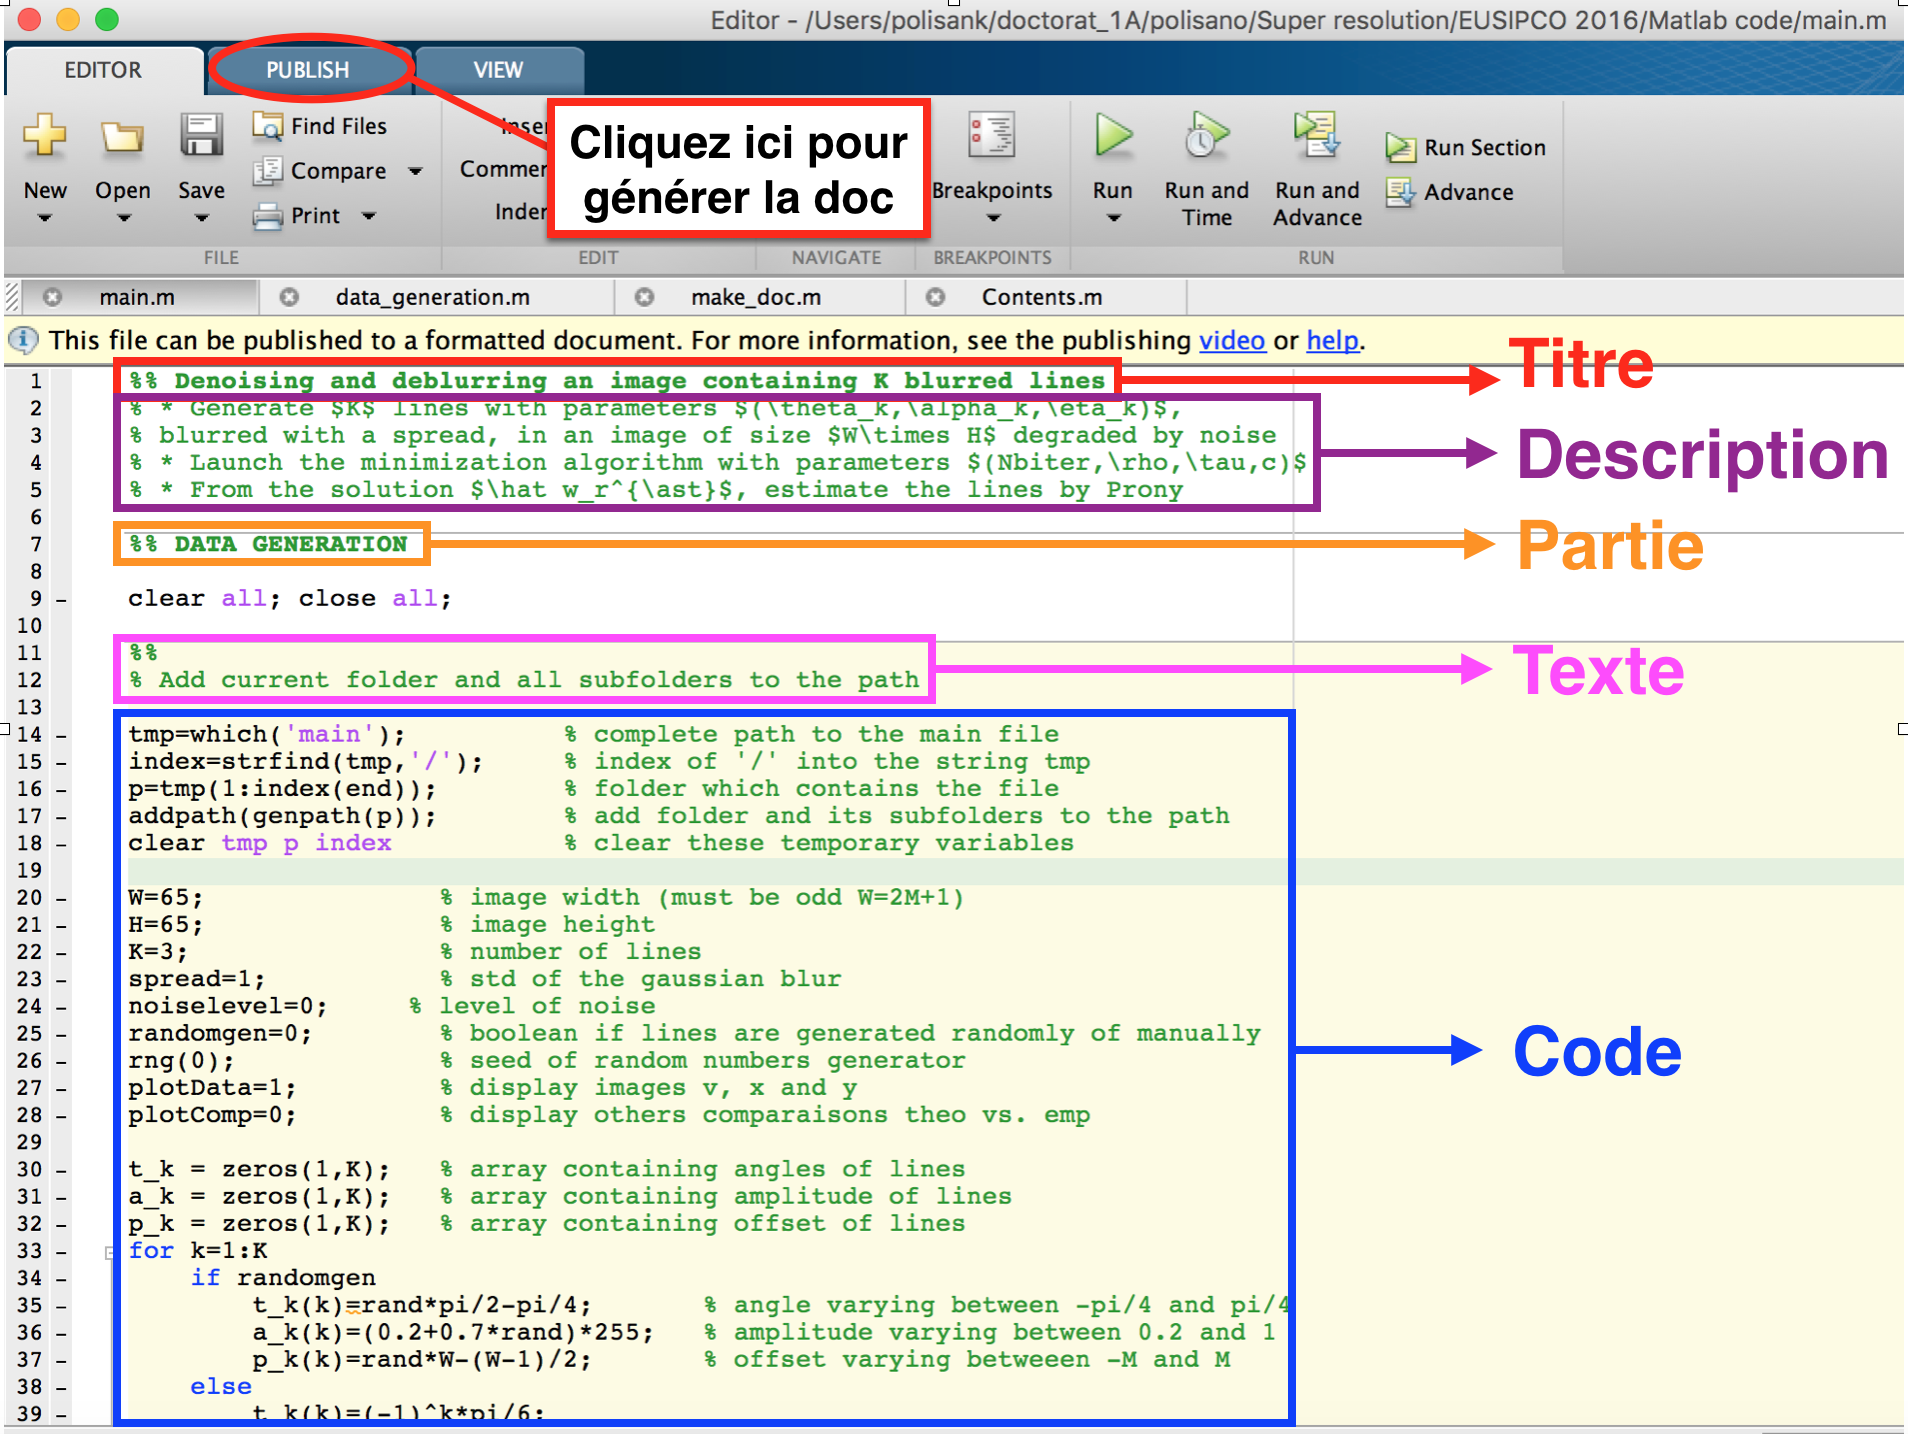 Editor - /Users/polisank/doctorat_1A/polisano/Super resolution/EUSIPCO 2016/Matlab code/main.m
EDITOR PUBLISH VIEW
Cliquez ici pour
générer la doc
New Open Save Find Files Compare Print
Breakpoints Run Run and Time Run and Advance Run Section Advance
FILE EDIT NAVIGATE BREAKPOINTS RUN
main.m data_generation.m make_doc.m Contents.m
This file can be published to a formatted document. For more information, see the publishing video or help.
Titre
1 %% Denoising and deblurring an image containing K blurred lines
2 % * Generate $K$ lines with parameters $(\theta_k,\alpha_k,\eta_k)$,
3 % blurred with a spread, in an image of size $W\times H$ degraded by noise
Description
4 % * Launch the minimization algorithm with parameters $(Nbiter,\rho,\tau,c)$
5 % * From the solution $\hat w_r^{\ast}$, estimate the lines by Prony
6
7 %% DATA GENERATION
Partie
8
9 – clear all; close all;
10
11 %%
Texte
12 % Add current folder and all subfolders to the path
13
14 – tmp=which('main'); % complete path to the main file
15 – index=strfind(tmp,'/'); % index of '/' into the string tmp
16 – p=tmp(1:index(end)); % folder which contains the file
17 – addpath(genpath(p)); % add folder and its subfolders to the path
18 – clear tmp p index % clear these temporary variables
19
20 – W=65; % image width (must be odd W=2M+1)
21 – H=65; % image height
22 – K=3; % number of lines
23 – spread=1; % std of the gaussian blur
24 – noiselevel=0; % level of noise
25 – randomgen=0; % boolean if lines are generated randomly of manually
Code
26 – rng(0); % seed of random numbers generator
27 – plotData=1; % display images v, x and y
28 – plotComp=0; % display others comparaisons theo vs. emp
29
30 – t_k = zeros(1,K); % array containing angles of lines
31 – a_k = zeros(1,K); % array containing amplitude of lines
32 – p_k = zeros(1,K); % array containing offset of lines
33 – for k=1:K
34 – if randomgen
35 – t_k(k)=rand*pi/2-pi/4; % angle varying between -pi/4 and pi/4
36 – a_k(k)=(0.2+0.7*rand)*255; % amplitude varying between 0.2 and 1
37 – p_k(k)=rand*W-(W-1)/2; % offset varying betweeen -M and M
38 – else
39 – t_k(k)=(-1)^k*pi/6;